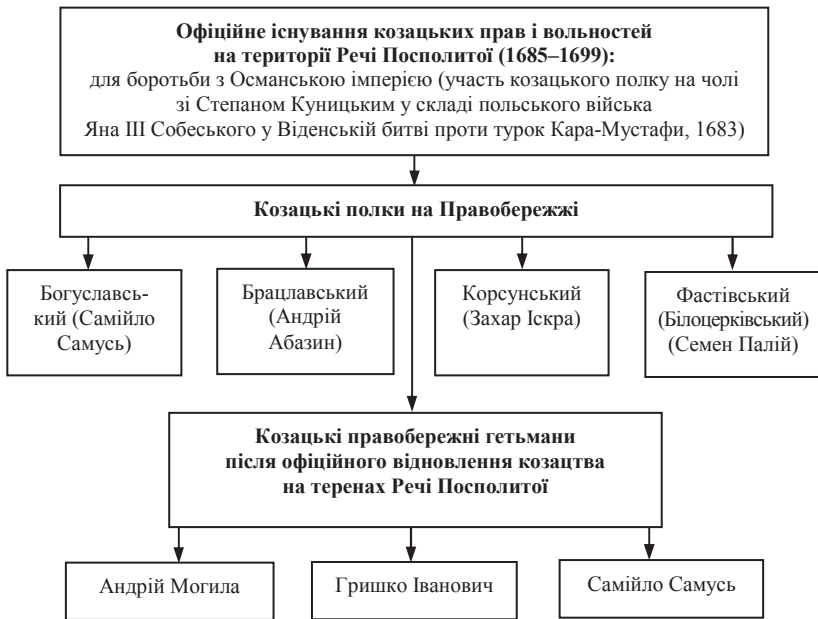 Офіційне існування козацьких прав і вольностей
на території Речі Посполитої (1685–1699):
для боротьби з Османською імперією (участь козацького полку на чолі
зі Степаном Куницьким у складі польського війська
Яна III Собеського у Віденській битві проти турок Кара-Мустафи, 1683)
Козацькі полки на Правобережжі
Богуславсь-
кий (Самійло
Самусь)
Брацлавський
(Андрій
Абазин)
Корсунський
(Захар Іскра)
Фастівський
(Білоцерківський)
(Семен Палій)
Козацькі правобережні гетьмани
після офіційного відновлення козацтва
на теренах Речі Посполитої
Андрій Могила
Гришко Іванович
Самійло Самусь